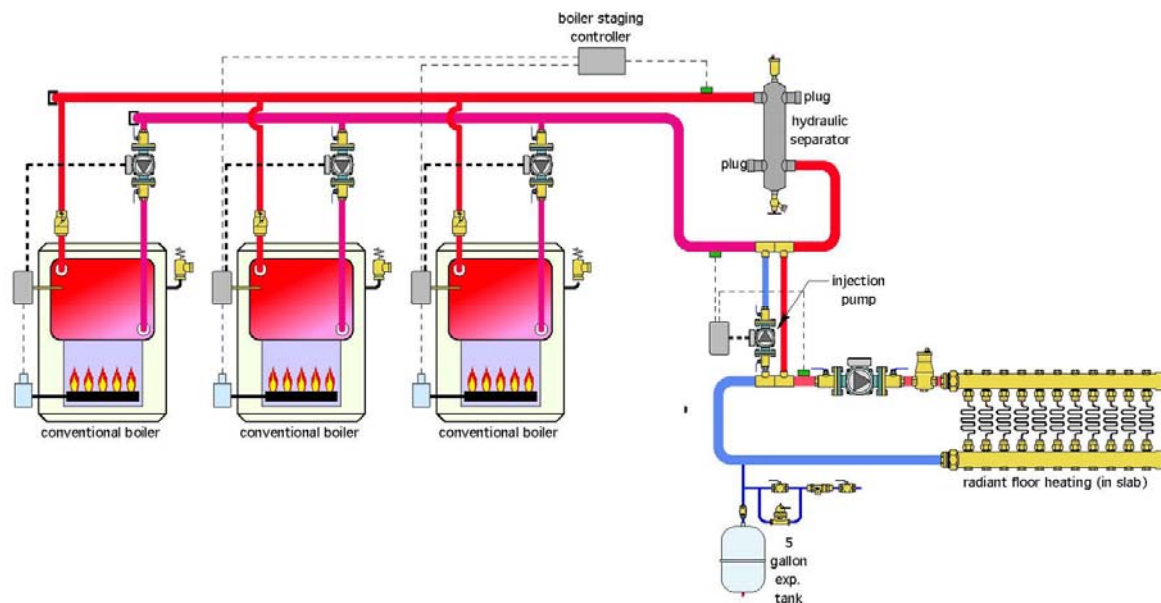 boiler staging
controller
plug
hydraulic
separator
plug
injection
pump
conventional boiler
conventional boiler
conventional boiler
radiant floor heating (in slab)
5
gallon
exp.
tank